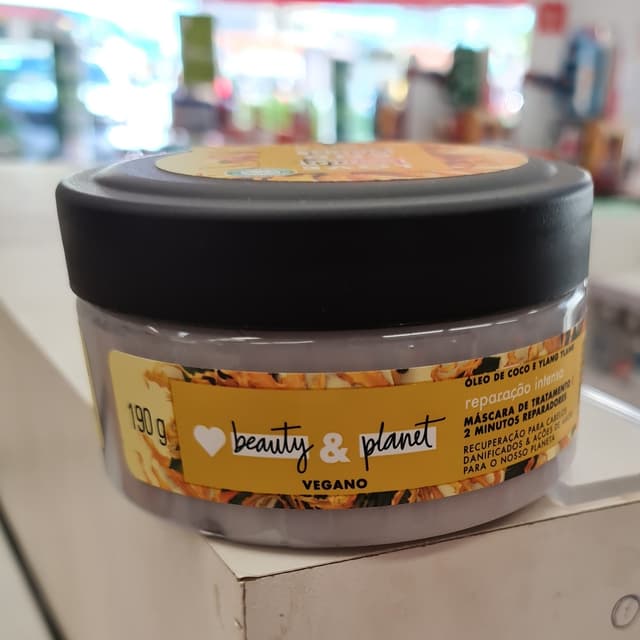 190 g
beauty & planet
VEGANO
ÓLEO DE COCO E YLANG YLANG
reparação intensa
MÁSCARA DE TRATAMENTO
2 MINUTOS REPARADORES
RECUPERAÇÃO PARA CABELOS
DANIFICADOS & AÇÕES DE AMOR
PARA O NOSSO PLANETA